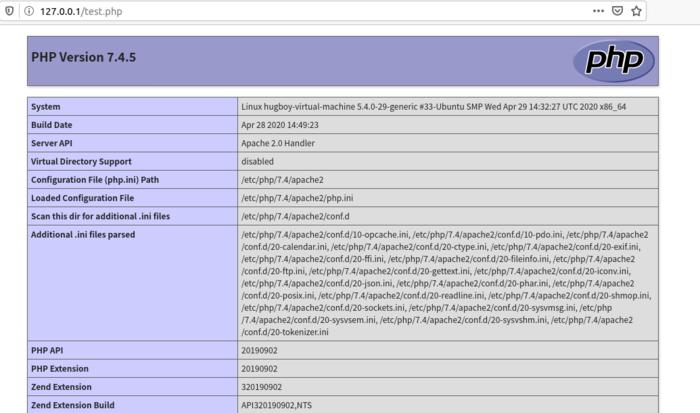 127.0.0.1/test.php
PHP Version 7.4.5
php
System Linux hugboy-virtual-machine 5.4.0-29-generic #33-Ubuntu SMP Wed Apr 29 14:32:27 UTC 2020 x86_64
Build Date Apr 28 2020 14:49:23
Server API Apache 2.0 Handler
Virtual Directory Support disabled
Configuration File (php.ini) Path /etc/php/7.4/apache2
Loaded Configuration File /etc/php/7.4/apache2/php.ini
Scan this dir for additional .ini files /etc/php/7.4/apache2/conf.d
Additional .ini files parsed /etc/php/7.4/apache2/conf.d/10-opcache.ini, /etc/php/7.4/apache2/conf.d/10-pdo.ini, /etc/php/7.4/apache2
/conf.d/20-calendar.ini, /etc/php/7.4/apache2/conf.d/20-ctype.ini, /etc/php/7.4/apache2/conf.d/20-exif.ini,
/etc/php/7.4/apache2/conf.d/20-ffi.ini, /etc/php/7.4/apache2/conf.d/20-fileinfo.ini, /etc/php/7.4/apache2
/conf.d/20-ftp.ini, /etc/php/7.4/apache2/conf.d/20-gettext.ini, /etc/php/7.4/apache2/conf.d/20-iconv.ini,
/etc/php/7.4/apache2/conf.d/20-json.ini, /etc/php/7.4/apache2/conf.d/20-phar.ini, /etc/php/7.4/apache2
/conf.d/20-posix.ini, /etc/php/7.4/apache2/conf.d/20-readline.ini, /etc/php/7.4/apache2/conf.d/20-shmop.ini,
/etc/php/7.4/apache2/conf.d/20-sockets.ini, /etc/php/7.4/apache2/conf.d/20-sysvmsg.ini, /etc/php
/7.4/apache2/conf.d/20-sysvsem.ini, /etc/php/7.4/apache2/conf.d/20-sysvshm.ini, /etc/php/7.4/apache2
/conf.d/20-tokenizer.ini
PHP API 20190902
PHP Extension 20190902
Zend Extension 320190902
Zend Extension Build API320190902,NTS